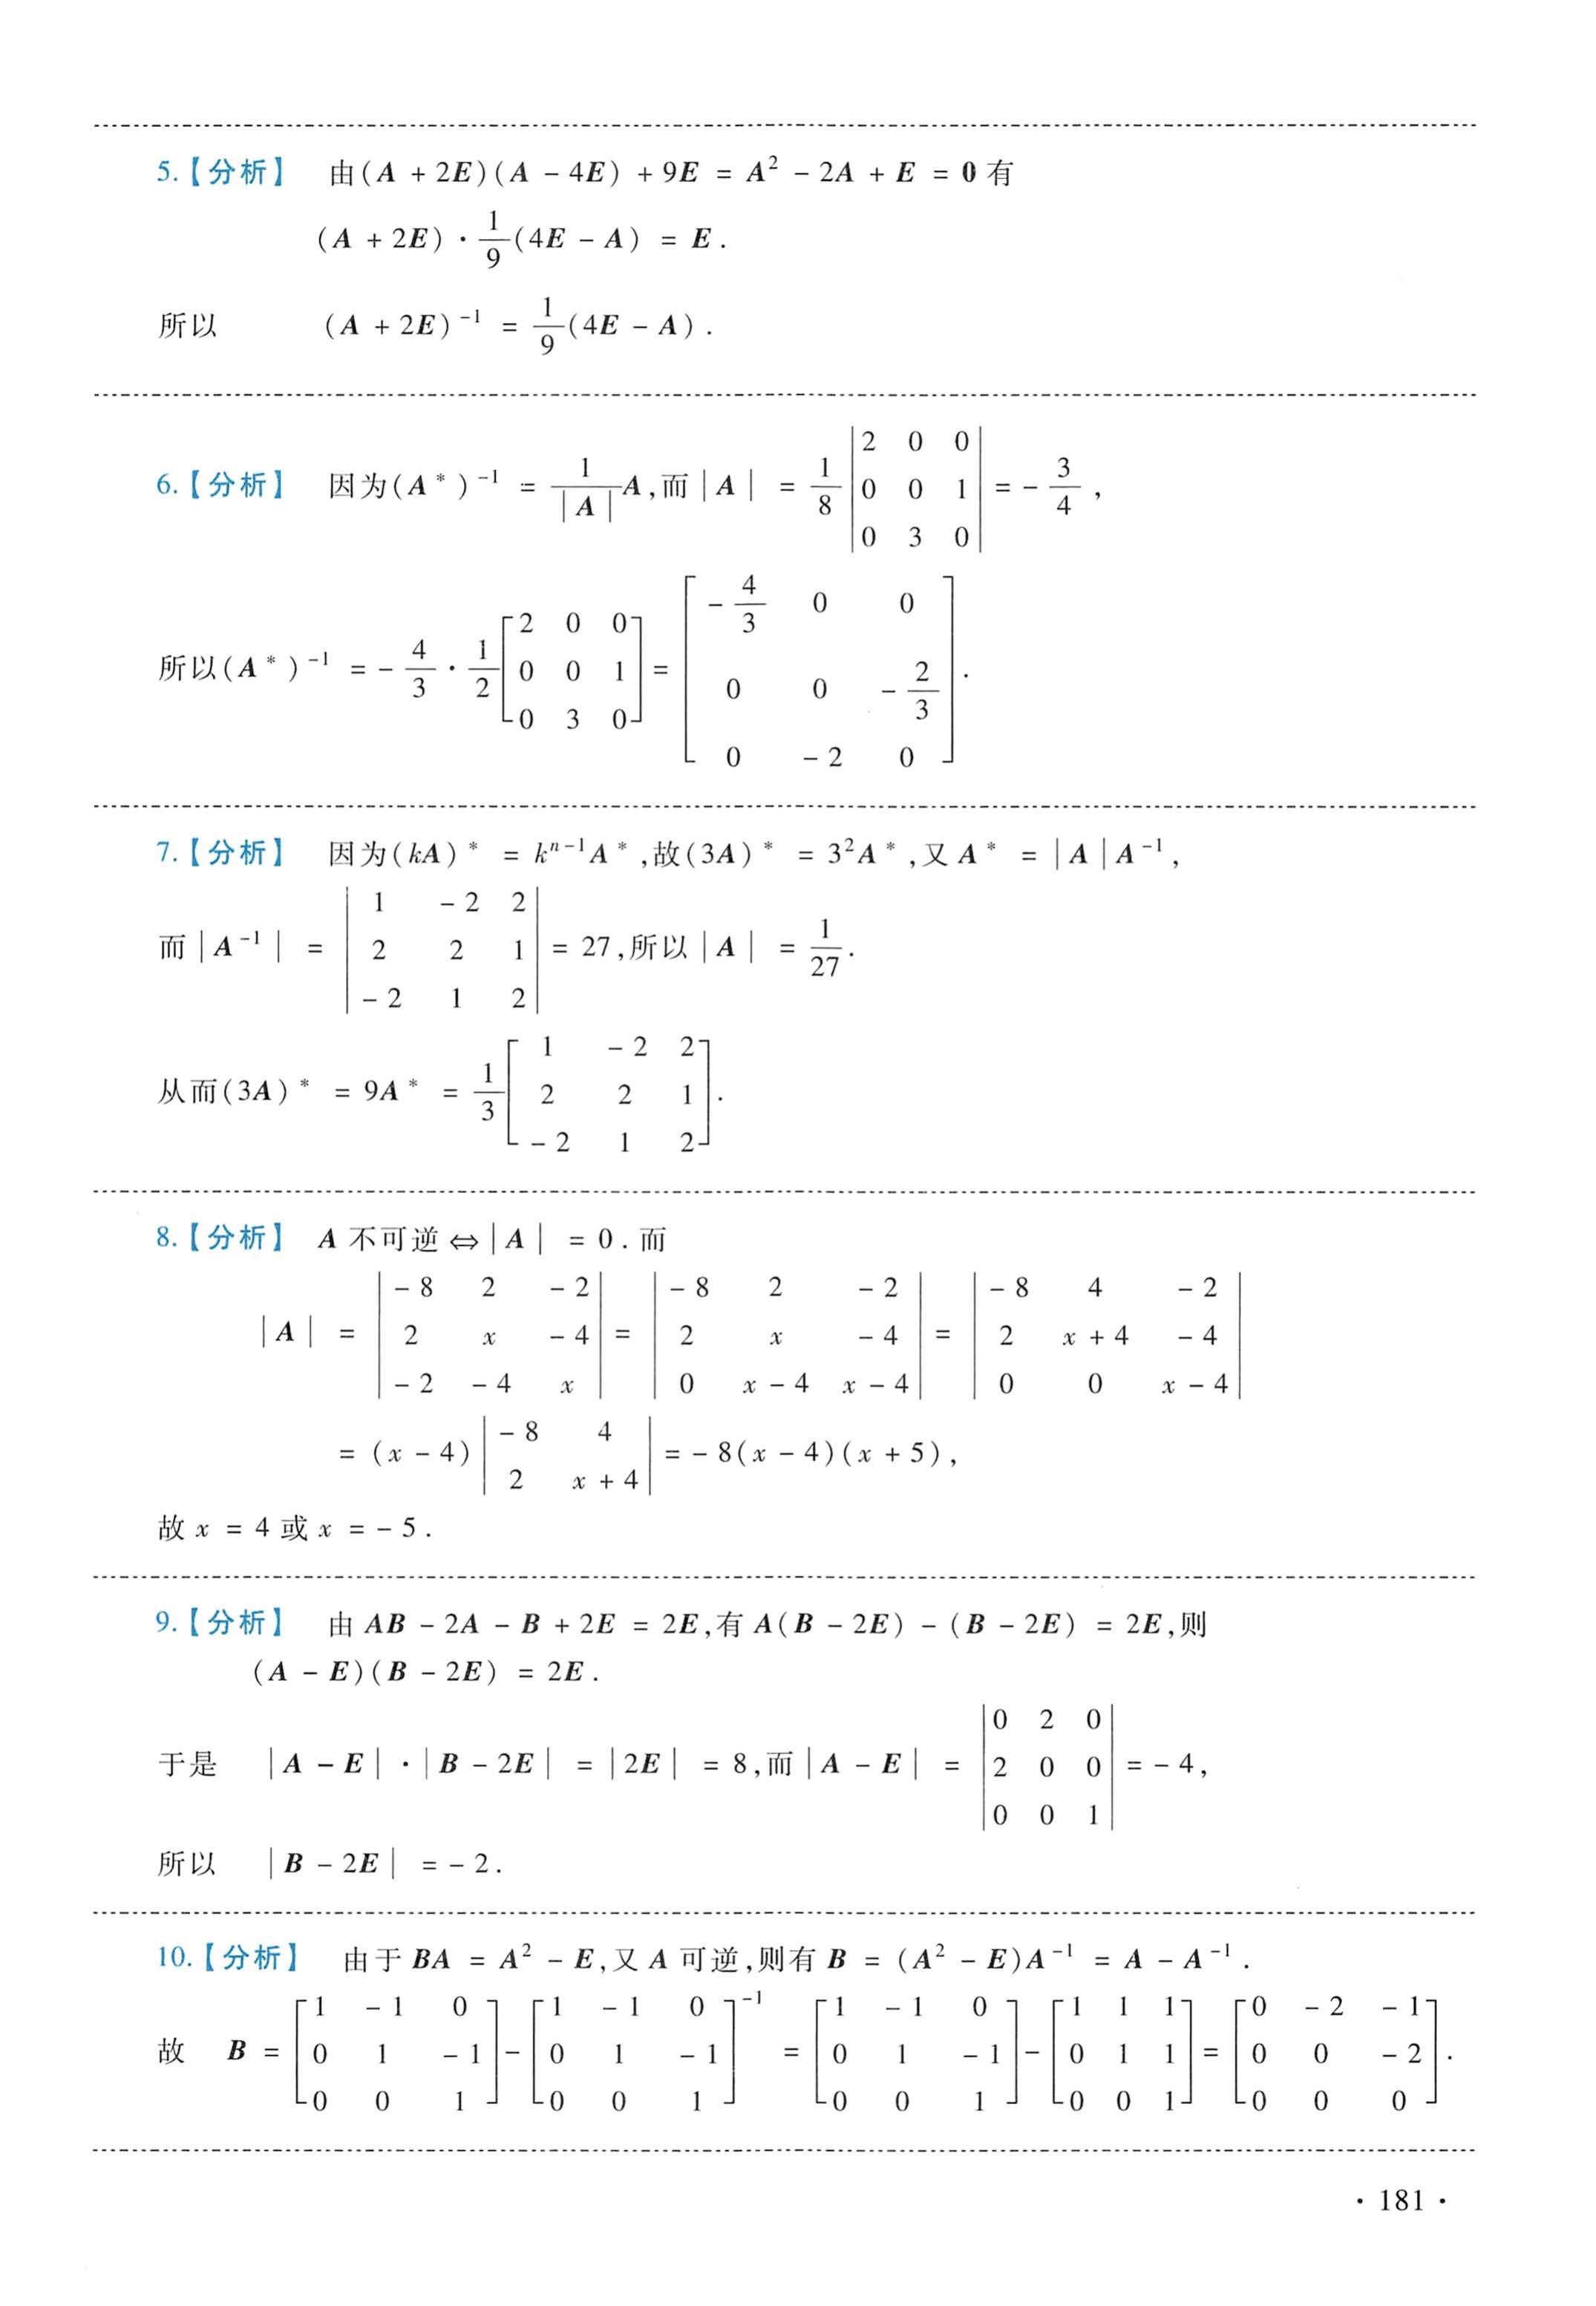 5.【分析】 由(A + 2E)(A − 4E) + 9E = A² − 2A + E = 0 有
(A + 2E) · \frac{1}{9}(4E − A) = E .
所以 (A + 2E)⁻¹ = \frac{1}{9}(4E − A) .
6.【分析】 因为(A*)⁻¹ = \frac{1}{|A|}A,而|A| = \frac{1}{8}\begin{vmatrix} 2 & 0 & 0 \\ 0 & 0 & 1 \\ 0 & 3 & 0 \end{vmatrix} = −\frac{3}{4},
所以(A*)⁻¹ = −\frac{4}{3} · \frac{1}{2}\begin{bmatrix} 2 & 0 & 0 \\ 0 & 0 & 1 \\ 0 & 3 & 0 \end{bmatrix} = \begin{bmatrix} −\frac{4}{3} & 0 & 0 \\ 0 & 0 & −\frac{2}{3} \\ 0 & −2 & 0 \end{bmatrix}.
7.【分析】 因为(kA)* = kⁿ⁻¹A*,故(3A)* = 3²A*,又 A* = |A|A⁻¹,
而|A⁻¹| = \begin{vmatrix} 1 & −2 & 2 \\ 2 & 2 & 1 \\ −2 & 1 & 2 \end{vmatrix} = 27,所以|A| = \frac{1}{27}.
从而(3A)* = 9A* = \frac{1}{3}\begin{bmatrix} 1 & −2 & 2 \\ 2 & 2 & 1 \\ −2 & 1 & 2 \end{bmatrix}.
8.【分析】 A 不可逆⇔|A| = 0 . 而
|A| = \begin{vmatrix} −8 & 2 & −2 \\ 2 & x & −4 \\ −2 & −4 & x \end{vmatrix} = \begin{vmatrix} −8 & 2 & −2 \\ 2 & x & −4 \\ 0 & x − 4 & x − 4 \end{vmatrix} = \begin{vmatrix} −8 & 4 & −2 \\ 2 & x + 4 & −4 \\ 0 & 0 & x − 4 \end{vmatrix}
= (x − 4)\begin{vmatrix} −8 & 4 \\ 2 & x + 4 \end{vmatrix} = −8(x − 4)(x + 5),
故 x = 4 或 x = −5 .
9.【分析】 由 AB − 2A − B + 2E = 2E,有 A(B − 2E) − (B − 2E) = 2E,则
(A − E)(B − 2E) = 2E .
于是 |A − E| · |B − 2E| = |2E| = 8,而|A − E| = \begin{vmatrix} 0 & 2 & 0 \\ 2 & 0 & 0 \\ 0 & 0 & 1 \end{vmatrix} = −4,
所以 |B − 2E| = −2 .
10.【分析】 由于 BA = A² − E,又 A 可逆,则有 B = (A² − E)A⁻¹ = A − A⁻¹ .
故 B = \begin{bmatrix} 1 & −1 & 0 \\ 0 & 1 & −1 \\ 0 & 0 & 1 \end{bmatrix} − \begin{bmatrix} 1 & −1 & 0 \\ 0 & 1 & −1 \\ 0 & 0 & 1 \end{bmatrix}⁻¹ = \begin{bmatrix} 1 & −1 & 0 \\ 0 & 1 & −1 \\ 0 & 0 & 1 \end{bmatrix} − \begin{bmatrix} 1 & 1 & 1 \\ 0 & 1 & 1 \\ 0 & 0 & 1 \end{bmatrix} = \begin{bmatrix} 0 & −2 & −1 \\ 0 & 0 & −2 \\ 0 & 0 & 0 \end{bmatrix}.
· 181 ·